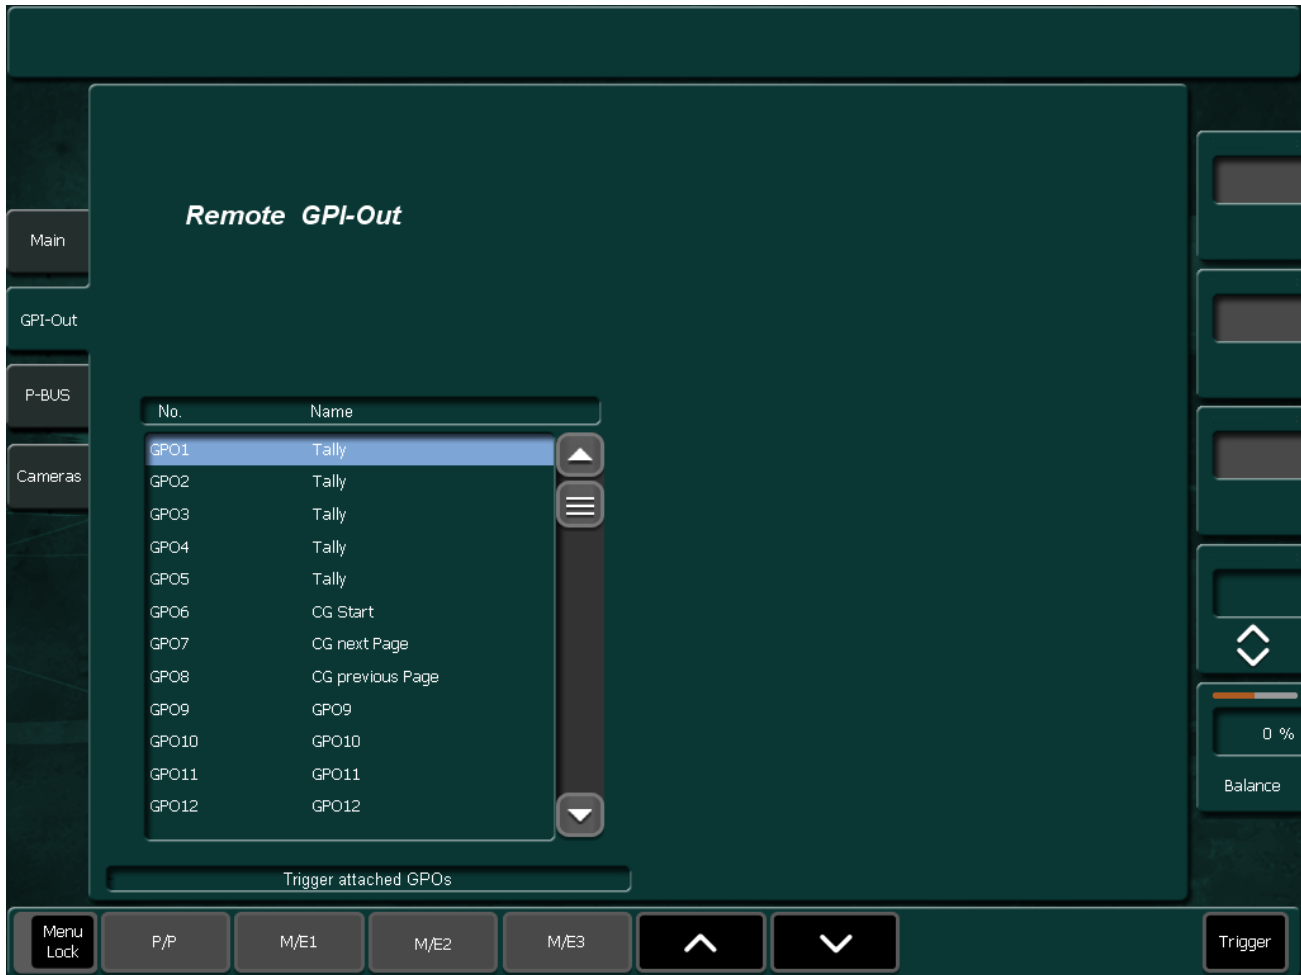 Remote GPI-Out
Main
GPI-Out
P-BUS
Cameras
No. Name
GPO1 Tally
GPO2 Tally
GPO3 Tally
GPO4 Tally
GPO5 Tally
GPO6 CG Start
GPO7 CG next Page
GPO8 CG previous Page
GPO9 GPO9
GPO10 GPO10
GPO11 GPO11
GPO12 GPO12
Trigger attached GPOs
0 %
Balance
Menu
Lock
P/P M/E1 M/E2 M/E3 Trigger